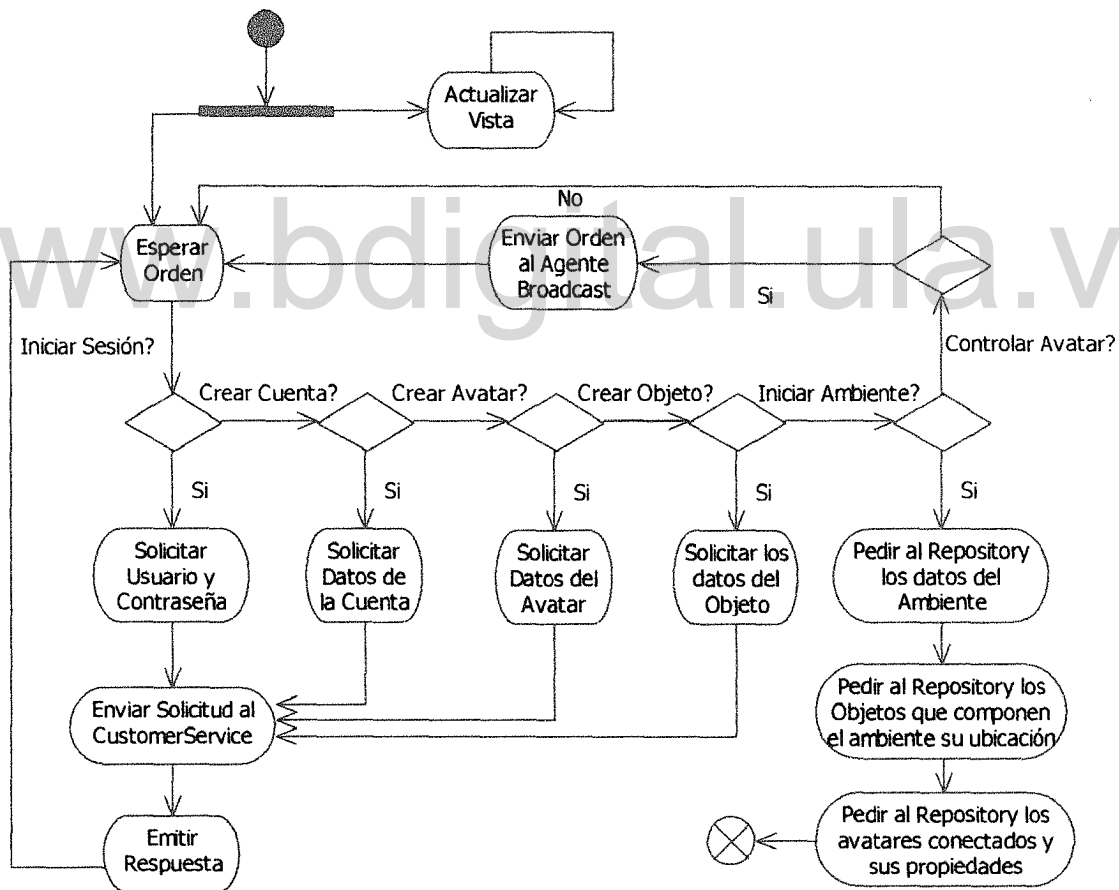 Actualizar
Vista
No
Esperar
Orden
Enviar Orden
al Agente
Broadcast
www.bdigital.ula.v
Si
Iniciar Sesión?
Controlar Avatar?
Crear Cuenta?
Crear Avatar?
Crear Objeto?
Iniciar Ambiente?
Si
Si
Si
Si
Si
Solicitar
Usuario y
Contraseña
Solicitar
Datos de
la Cuenta
Solicitar
Datos del
Avatar
Solicitar los
datos del
Objeto
Pedir al Repository
los datos del
Ambiente
Enviar Solicitud al
CustomerService
Pedir al Repository los
Objetos que componen
el ambiente su ubicación
Emitir
Respuesta
Pedir al Repository los
avatares conectados y
sus propiedades